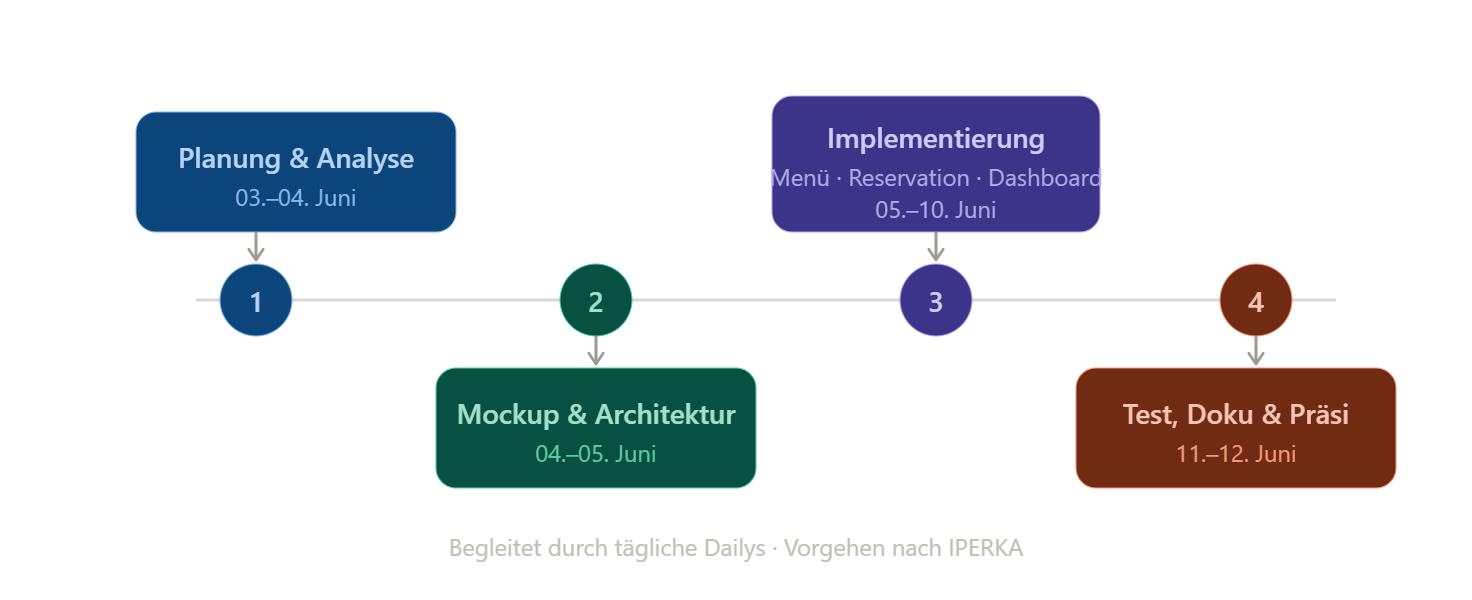 Planung & Analyse
03.–04. Juni
Implementierung
Menü · Reservation · Dashboard
05.–10. Juni
1
2
3
4
Mockup & Architektur
04.–05. Juni
Test, Doku & Präsi
11.–12. Juni
Begleitet durch tägliche Dailys · Vorgehen nach IPERKA